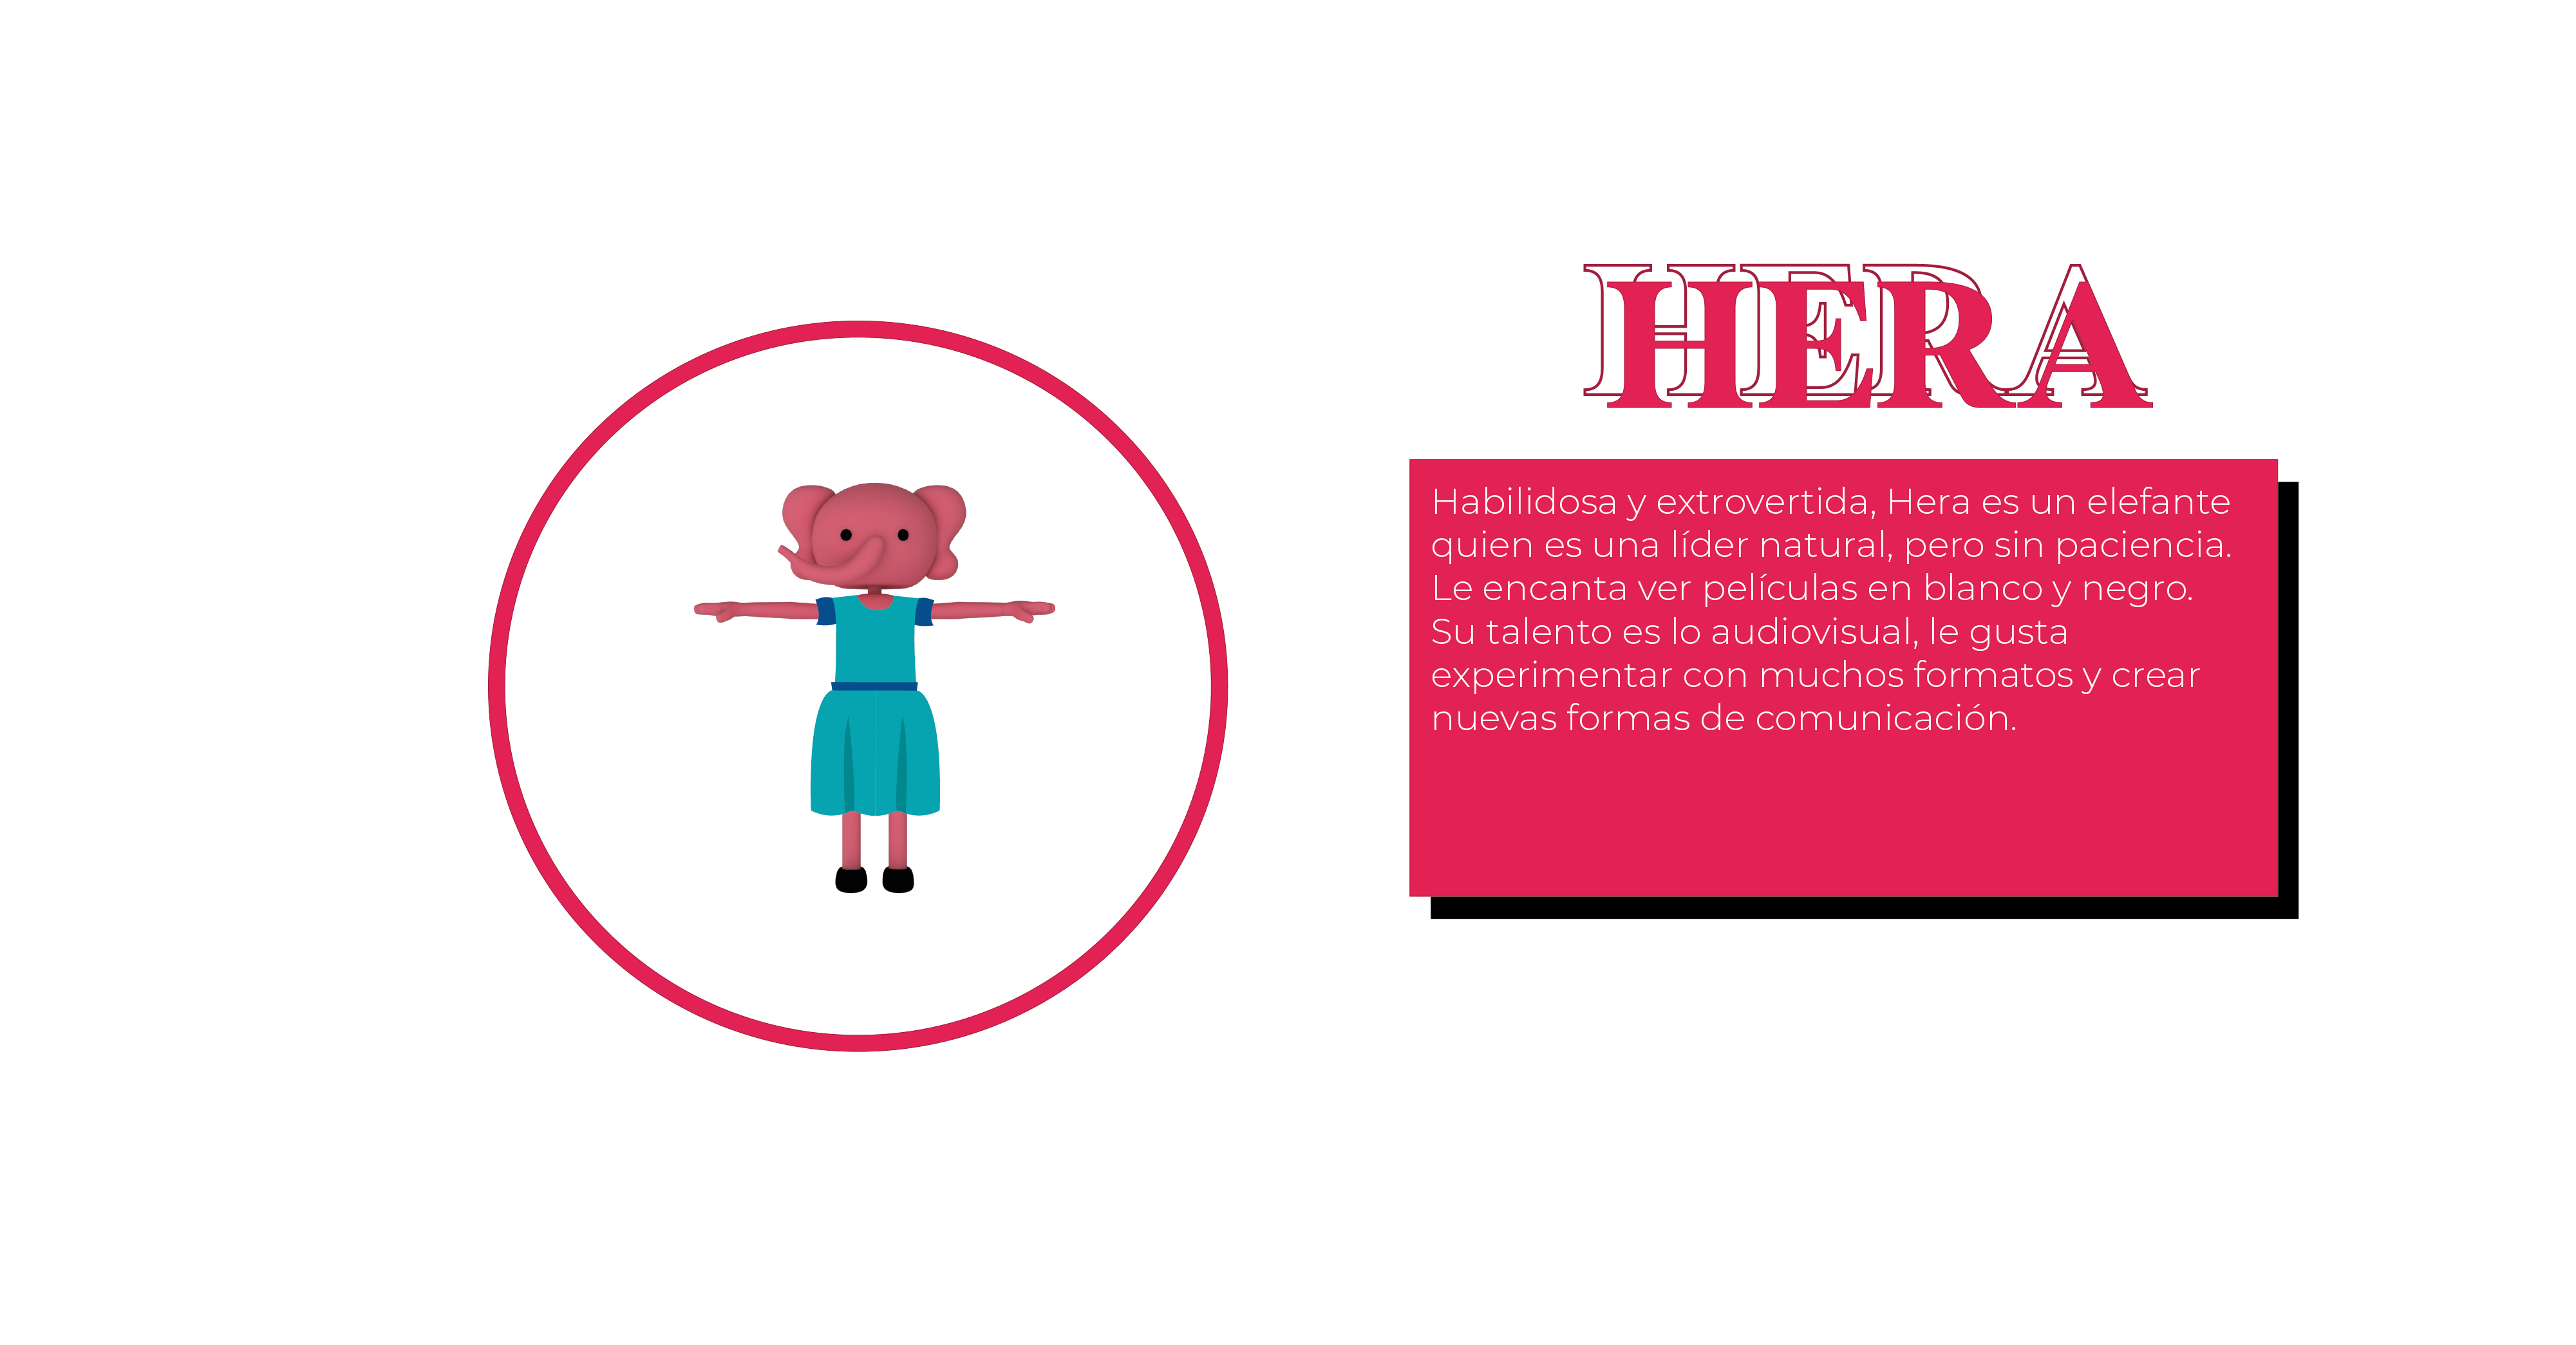 HERA
Habilidosa y extrovertida, Hera es un elefante
quien es una líder natural, pero sin paciencia.
Le encanta ver películas en blanco y negro.
Su talento es lo audiovisual, le gusta
experimentar con muchos formatos y crear
nuevas formas de comunicación.